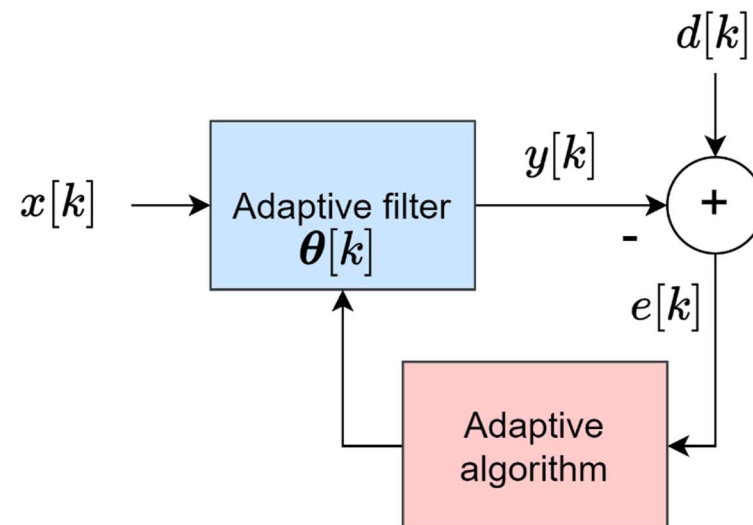 d[k]
y[k]
x[k]
Adaptive filter
θ[k]
+
-
e[k]
Adaptive
algorithm